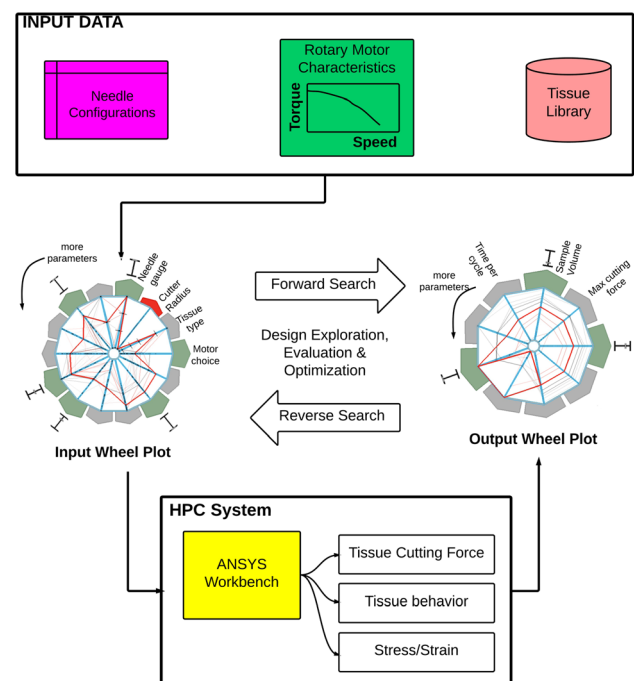 INPUT DATA
Needle
Configurations
Rotary Motor
Characteristics
Torque
Speed
Tissue
Library
more
parameters
Needle
gauge
Cutter
Radius
Tissue
type
Motor
choice
Input Wheel Plot
Forward Search
Design Exploration,
Evaluation &
Optimization
Reverse Search
more
parameters
Time per
cycle
Sample
Volume
Max cutting
force
Output Wheel Plot
HPC System
ANSYS
Workbench
Tissue Cutting Force
Tissue behavior
Stress/Strain